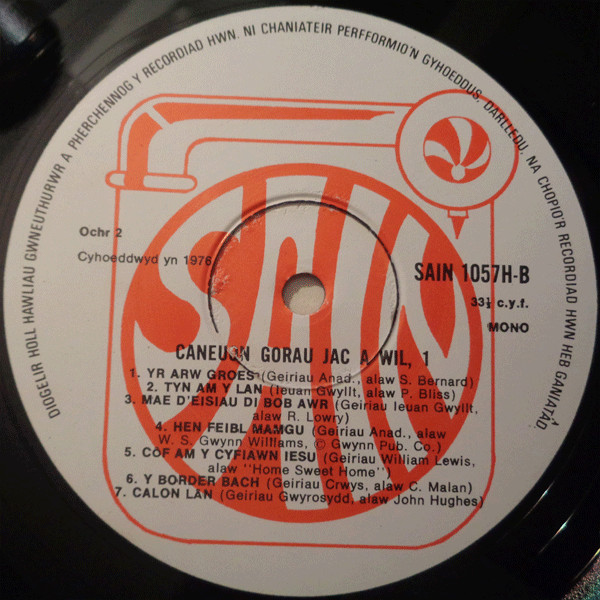 DIOGELIR HOLL HAWLIAU GWNEUTHURWR A PHERCHENNOG Y RECORDIAD HWN. NI CHANIATEIR PERFFORMIO'N GYHOEDDUS, DARLLEDU, NA CHOPIO'R RECORDIAD HWN HEB GANIATÂD.
SAIN
Ochr 2
Cyhoeddwyd yn 1976
SAIN 1057H-B
33⅓ c.y.f.
MONO
CANEUON GORAU JAC A WIL, 1
1. YR ARW GROES (Geiriau Anad., alaw S. Bernard)
2. TYN AM Y LAN (Ieuan Gwyllt, alaw P. Bliss)
3. MAE D'EISIAU DI BOB AWR (Geiriau Ieuan Gwyllt,
alaw R. Lowry)
4. HEN FEIBL MAMGU (Geiriau Anad., alaw
W. S. Gwynn Williams, © Gwynn Pub. Co.)
5. COF AM Y CYFIAWN IESU (Geiriau William Lewis,
alaw "Home Sweet Home")
6. Y BORDER BACH (Geiriau Crwys, alaw C. Malan)
7. CALON LAN (Geiriau Gwyrosydd, alaw John Hughes)